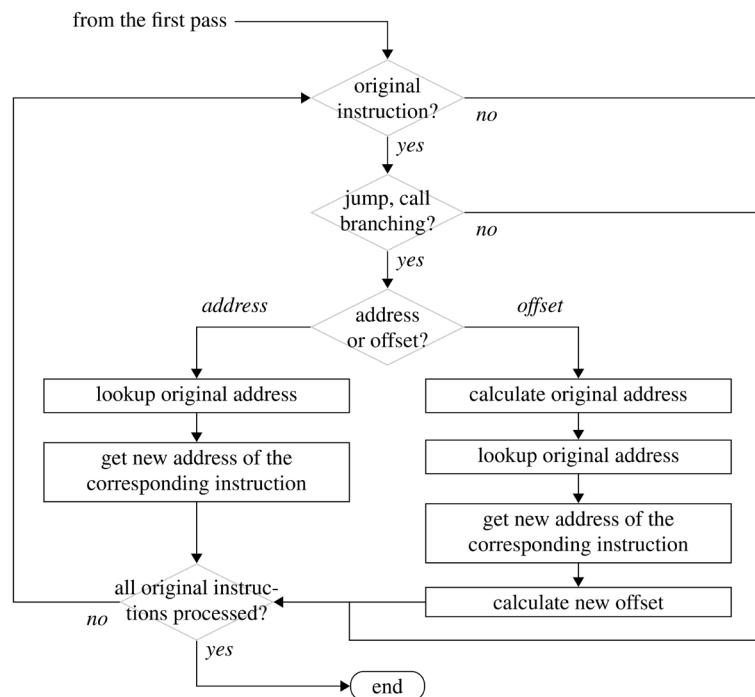 from the first pass
original
instruction?
no
yes
jump, call
branching?
no
yes
address
offset
address
or offset?
lookup original address
calculate original address
get new address of the
corresponding instruction
lookup original address
get new address of the
corresponding instruction
all original instruc-
tions processed?
calculate new offset
no
yes
end